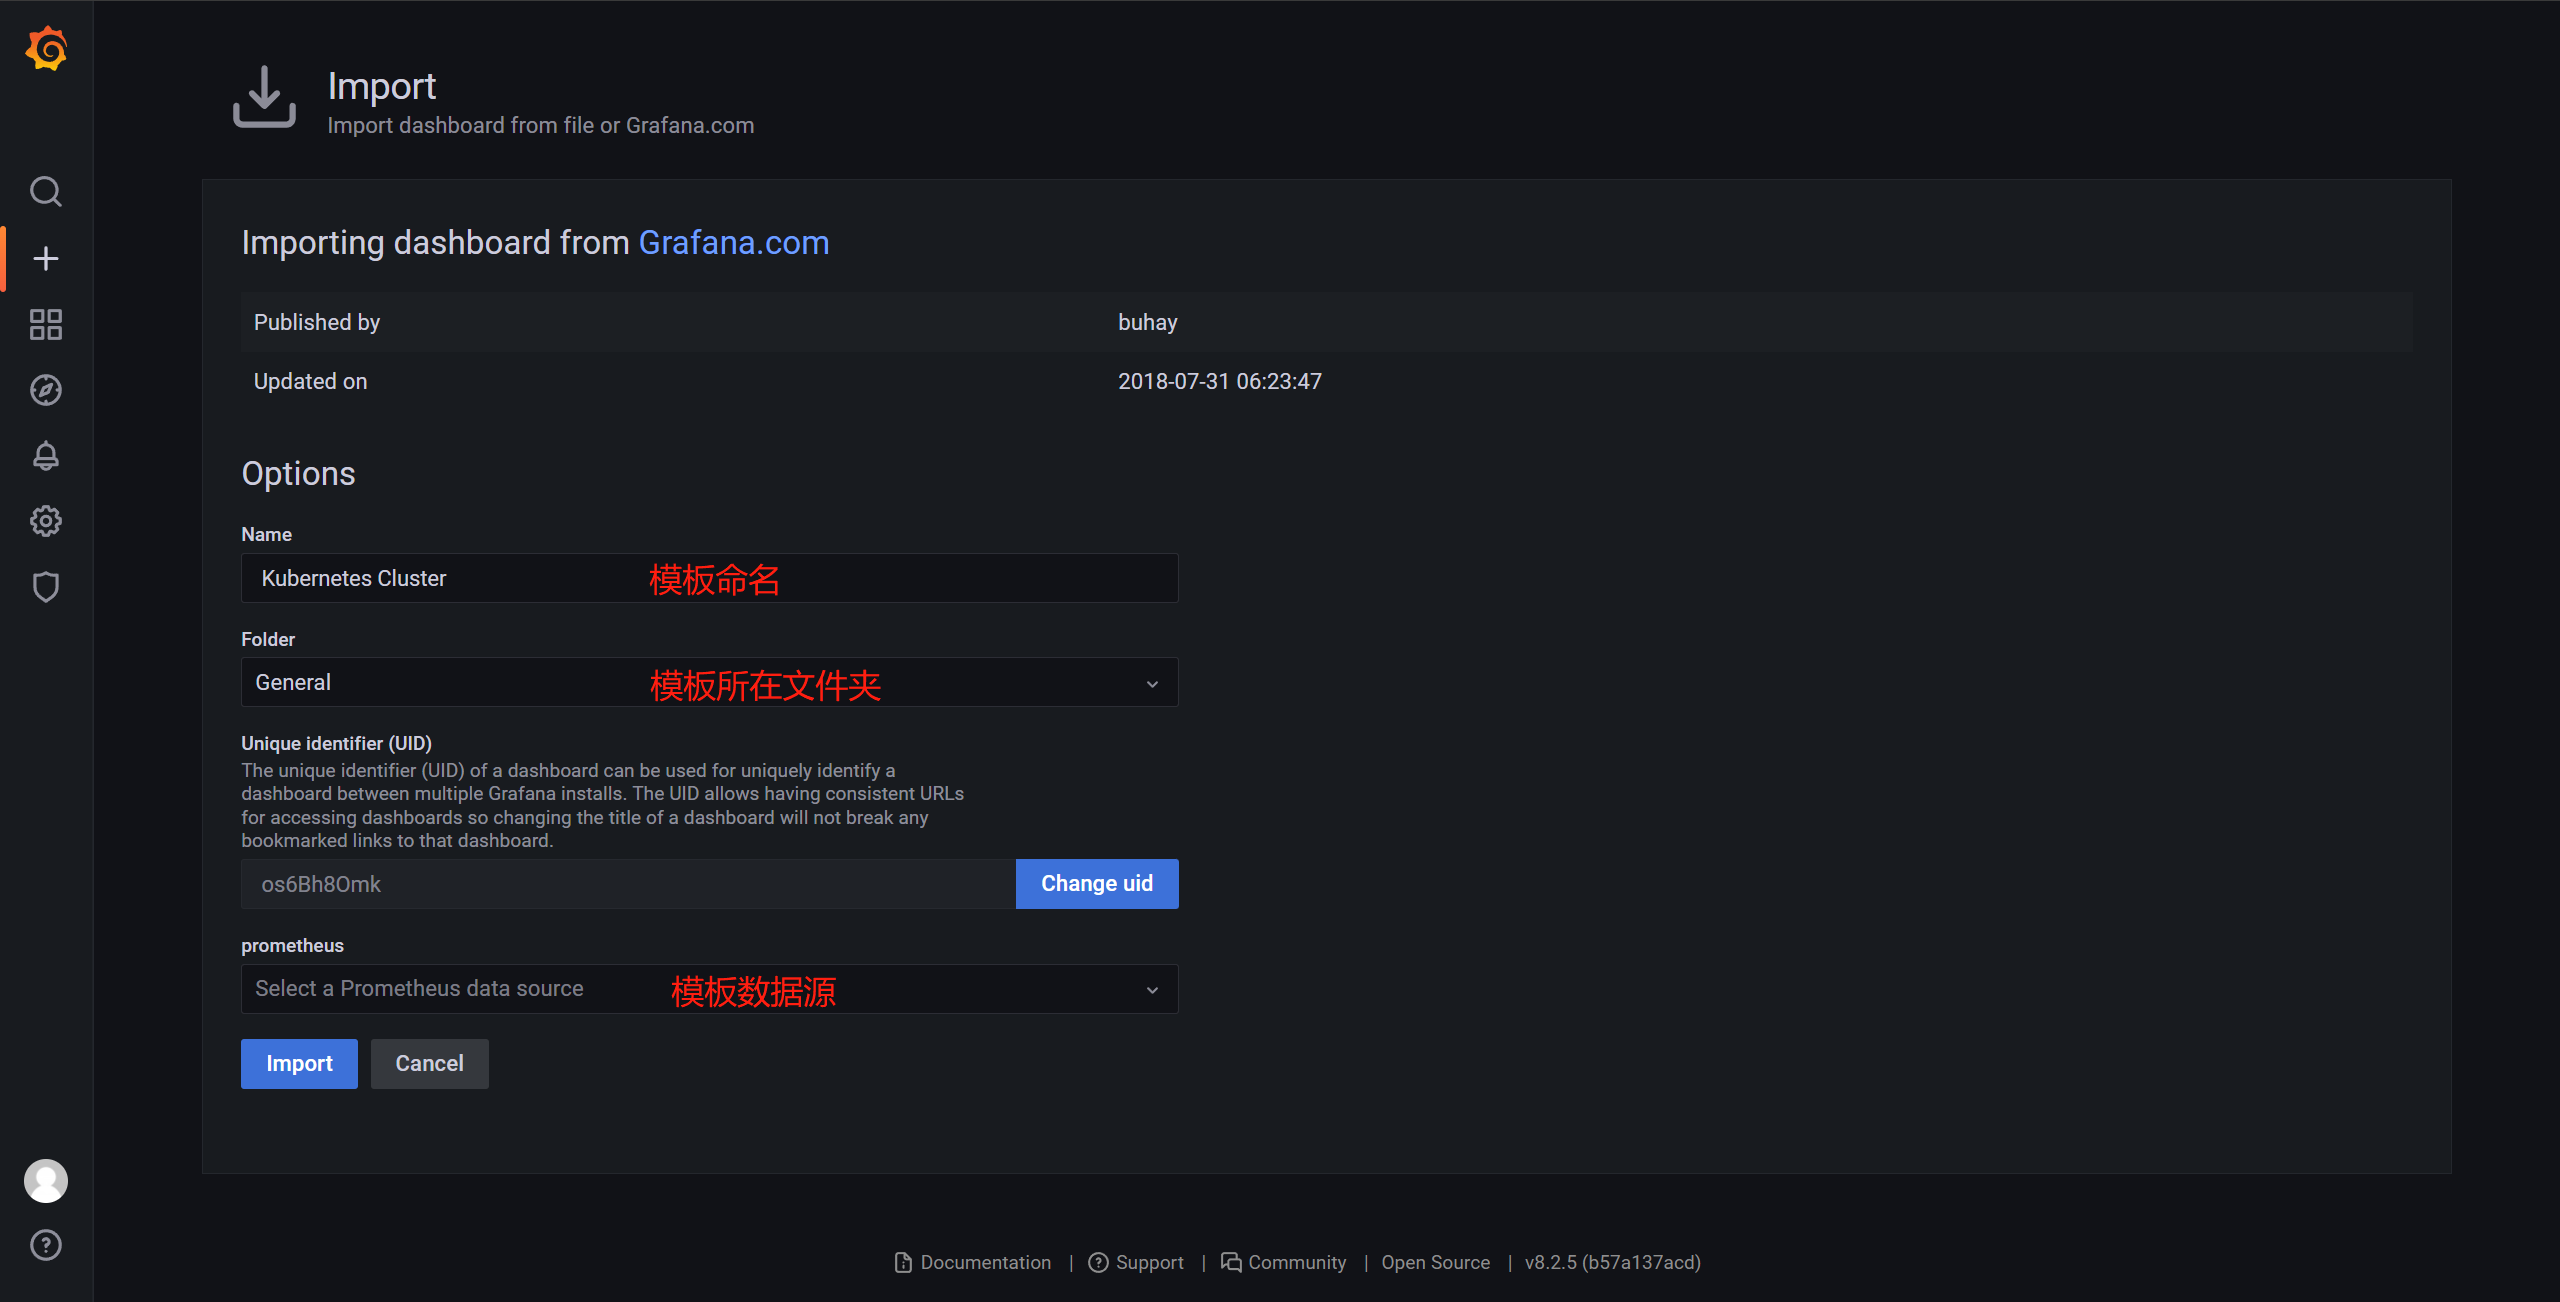 Import
Import dashboard from file or Grafana.com
Importing dashboard from Grafana.com
Published by buhay
Updated on 2018-07-31 06:23:47
Options
Name
Kubernetes Cluster 模板命名
Folder
General 模板所在文件夹
Unique identifier (UID)
The unique identifier (UID) of a dashboard can be used for uniquely identify a
dashboard between multiple Grafana installs. The UID allows having consistent URLs
for accessing dashboards so changing the title of a dashboard will not break any
bookmarked links to that dashboard.
os6Bh8Omk Change uid
prometheus
Select a Prometheus data source 模板数据源
Import Cancel
Documentation | Support | Community | Open Source | v8.2.5 (b57a137acd)